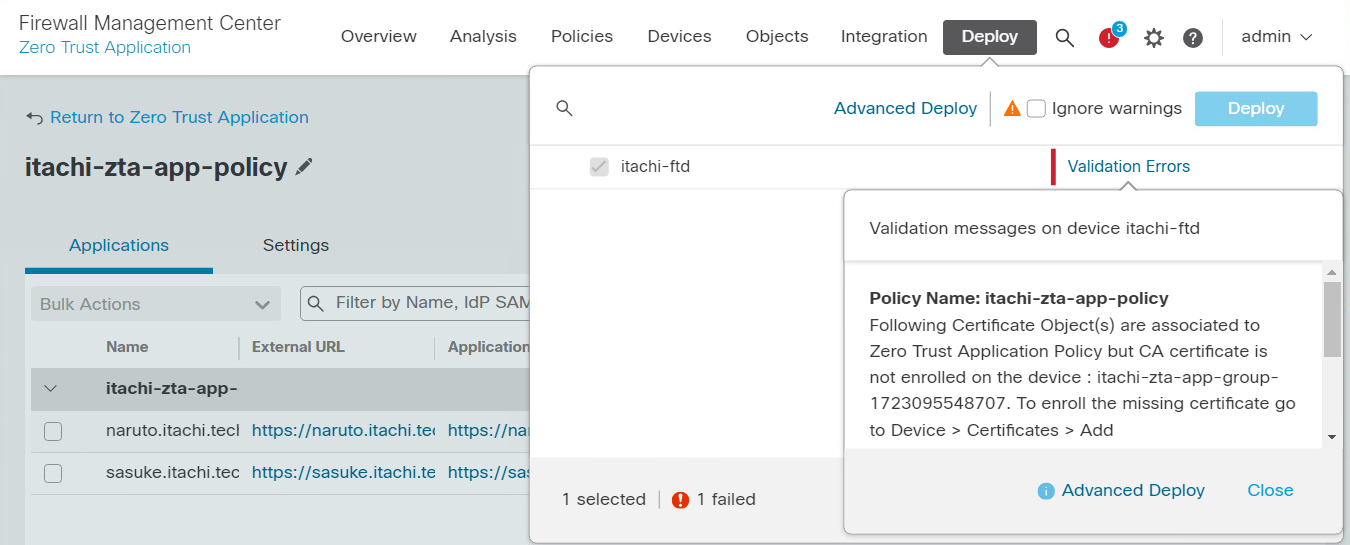 Firewall Management Center
Zero Trust Application
Overview Analysis Policies Devices Objects Integration Deploy 3 admin
Return to Zero Trust Application
itachi-zta-app-policy
Applications Settings
Bulk Actions
Filter by Name, IdP SAM
Name External URL Application
itachi-zta-app-
naruto.itachi.tecl https://naruto.itachi.tec https://na
sasuke.itachi.tec https://sasuke.itachi.te https://sas
Advanced Deploy Ignore warnings Deploy
itachi-ftd Validation Errors
Validation messages on device itachi-ftd
Policy Name: itachi-zta-app-policy
Following Certificate Object(s) are associated to
Zero Trust Application Policy but CA certificate is
not enrolled on the device : itachi-zta-app-group-
1723095548707. To enroll the missing certificate go
to Device > Certificates > Add
Advanced Deploy Close
1 selected 1 failed